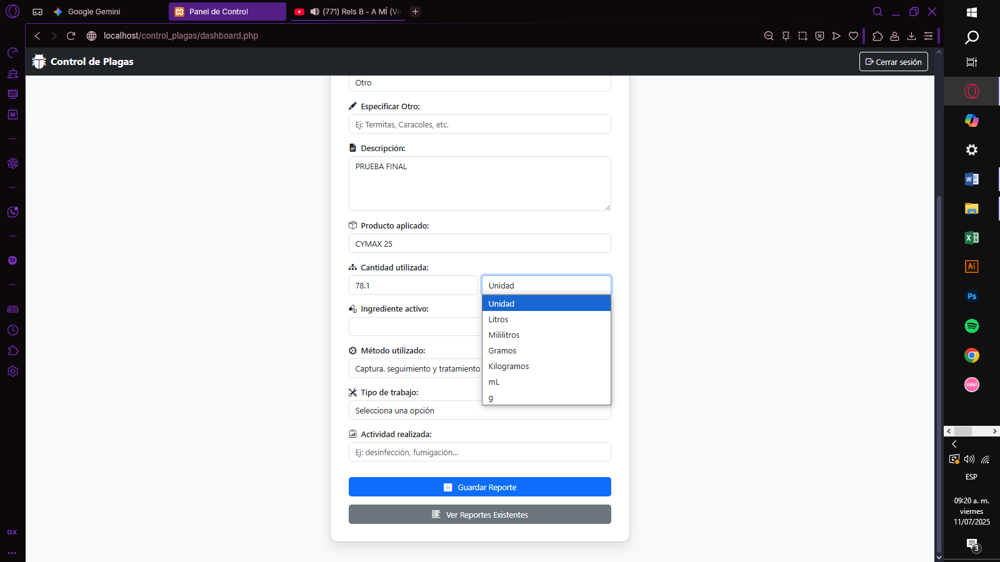 Google Gemini
Panel de Control
(771) Rels B - A MÍ (Vi
localhost/control_plagas/dashboard.php
Control de Plagas
Cerrar sesión
Otro
Especificar Otro:
Ej: Termitas, Caracoles, etc.
Descripción:
PRUEBA FINAL
Producto aplicado:
CYMAX 25
Cantidad utilizada:
78.1
Unidad
Unidad
Litros
Mililitros
Gramos
Kilogramos
mL
g
Ingrediente activo:
Método utilizado:
Captura. seguimiento y tratamiento
Tipo de trabajo:
Selecciona una opción
Actividad realizada:
Ej: desinfección, fumigación...
Guardar Reporte
Ver Reportes Existentes
M
GX
W
X
Ai
Ps
osu!
ESP
09:20 a. m.
viernes
11/07/2025
3